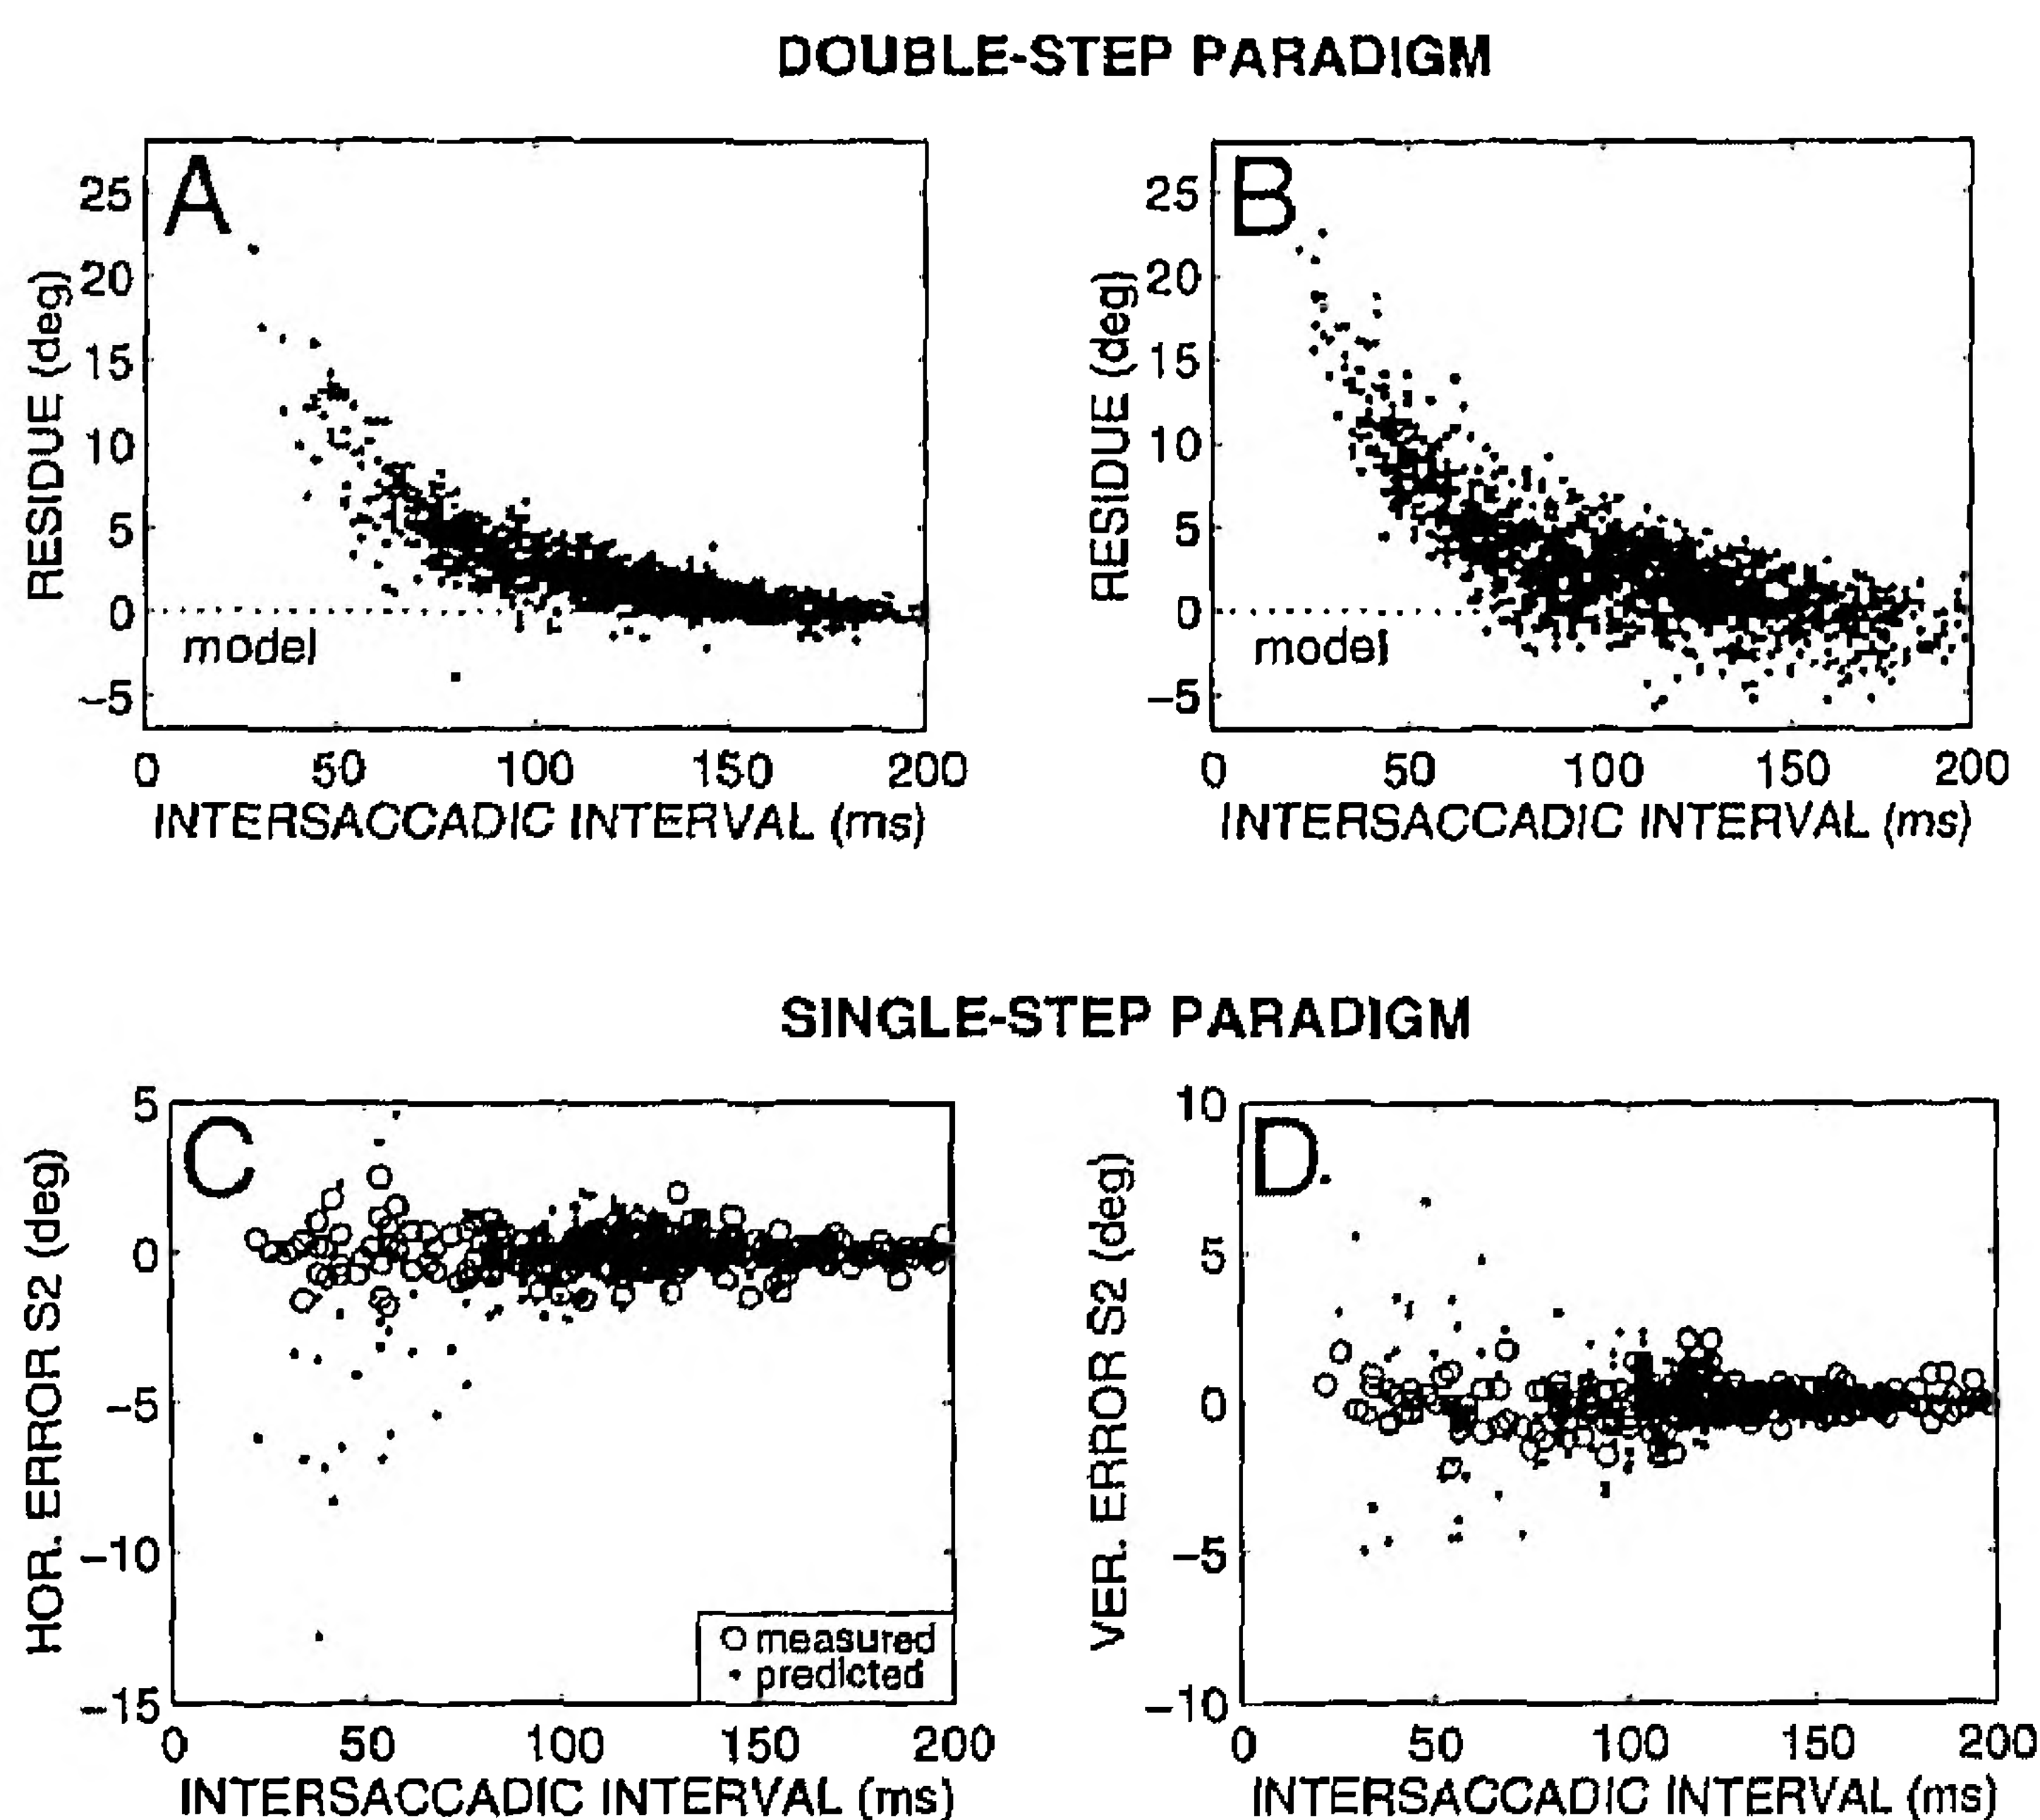 DOUBLE-STEP PARADIGM
A
25
20
15
10
5
0
-5
RESIDUE (deg)
model
0 50 100 150 200
INTERSACCADIC INTERVAL (ms)
B
25
20
15
10
5
0
-5
RESIDUE (deg)
model
0 50 100 150 200
INTERSACCADIC INTERVAL (ms)
SINGLE-STEP PARADIGM
C
5
0
-5
-10
-15
HOR. ERROR S2 (deg)
measured
predicted
0 50 100 150 200
INTERSACCADIC INTERVAL (ms)
D
10
5
0
-5
-10
VER. ERROR S2 (deg)
0 50 100 150 200
INTERSACCADIC INTERVAL (ms)